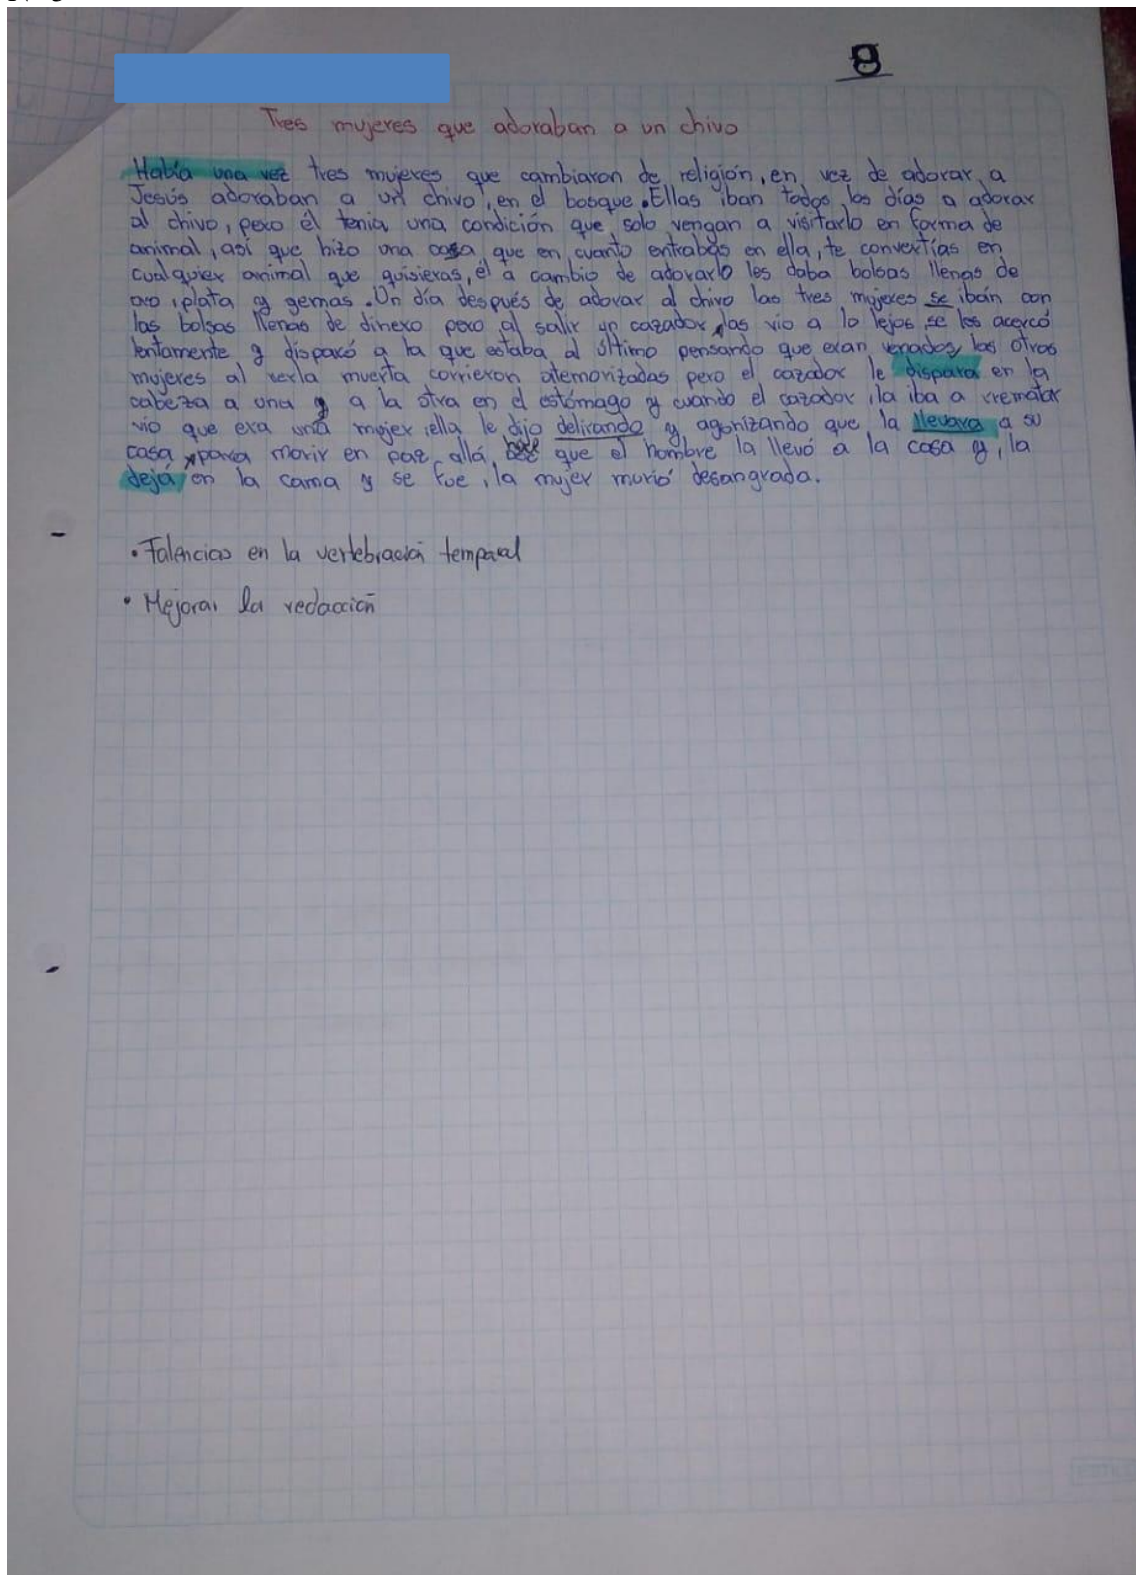 8
Tres mujeres que adoraban a un chivo
Había una vez tres mujeres que cambiaron de religión, en vez de adorar a
Jesús adoraban a un chivo, en el bosque. Ellas iban todos los días a adorar
al chivo, pero él tenia una condición que solo vengan a visitarlo en forma de
animal, así que hizo una casa que en cuanto entrabas en ella, te convertías en
cualquier animal que quisieras, él a cambio de adorarlo les daba bolsas llenas de
oro, plata y gemas. Un día después de adorar al chivo las tres mujeres se iban con
las bolsas llenas de dinero pero al salir un cazador las vio a lo lejos se les acercó
lentamente y disparó a la que estaba al último pensando que eran venados, las otras
mujeres al verla muerta corrieron atemorizadas pero el cazador le dispara en la
cabeza a una y a la otra en el estómago y cuando el cazador, la iba a rematar
vio que era una mujer, ella le dijo delirando y agonizando que la llevara a su
casa para morir en paz allá, que el hombre la llevó a la casa y, la
dejá en la cama y se fue, la mujer murió desangrada.
• Falencias en la vertebración temporal
• Mejorar la redacción